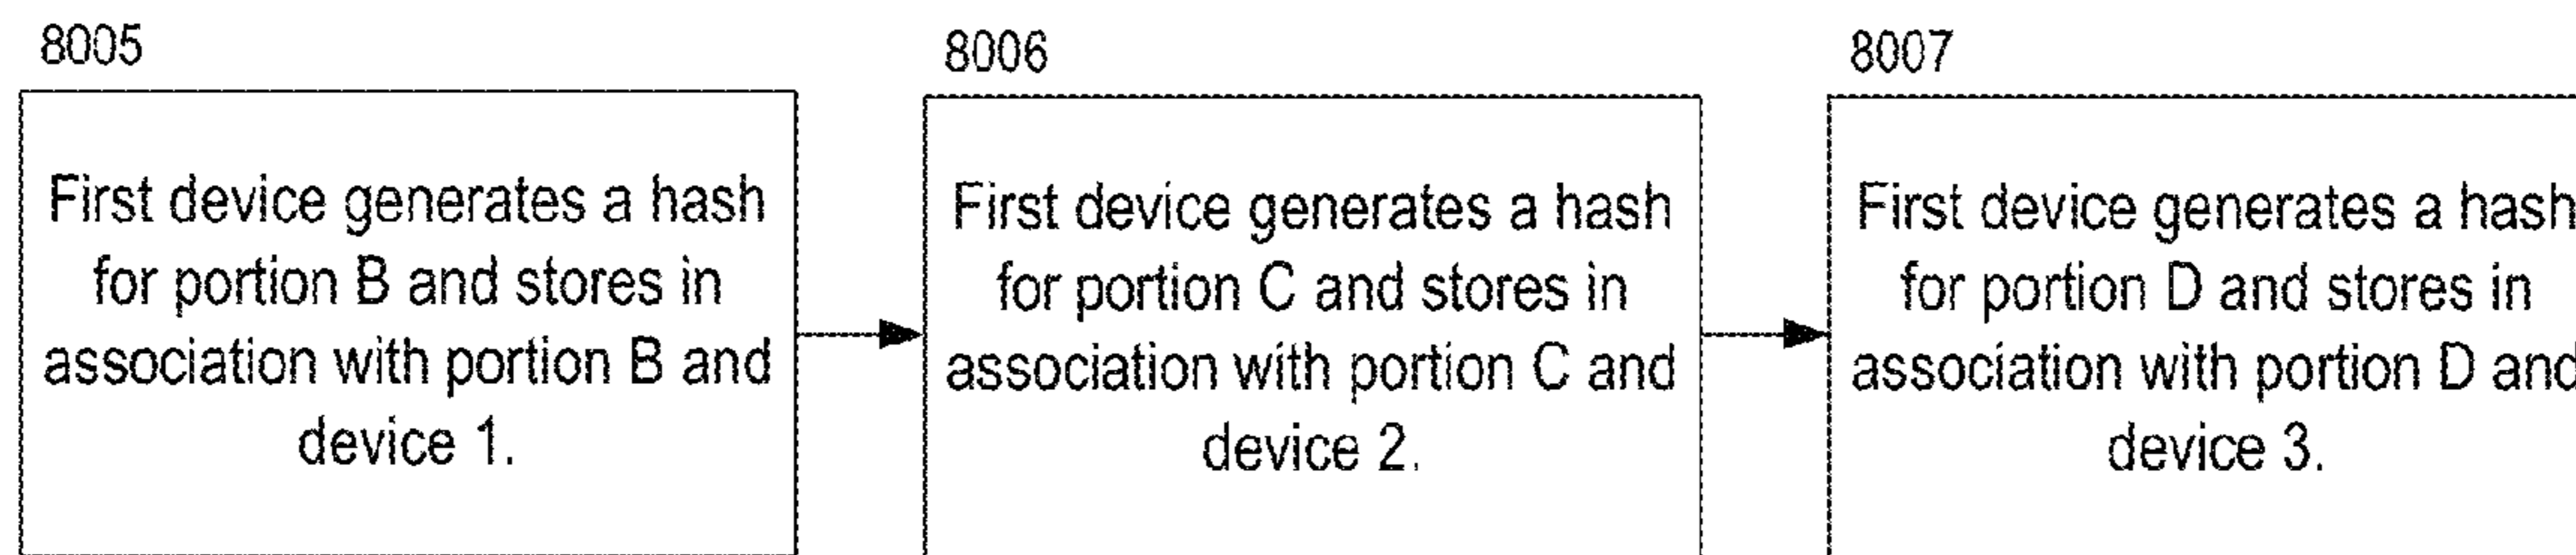 8005
First device generates a hash
for portion B and stores in
association with portion B and
device 1.
8006
First device generates a hash
for portion C and stores in
association with portion C and
device 2.
8007
First device generates a hash
for portion D and stores in
association with portion D and
device 3.